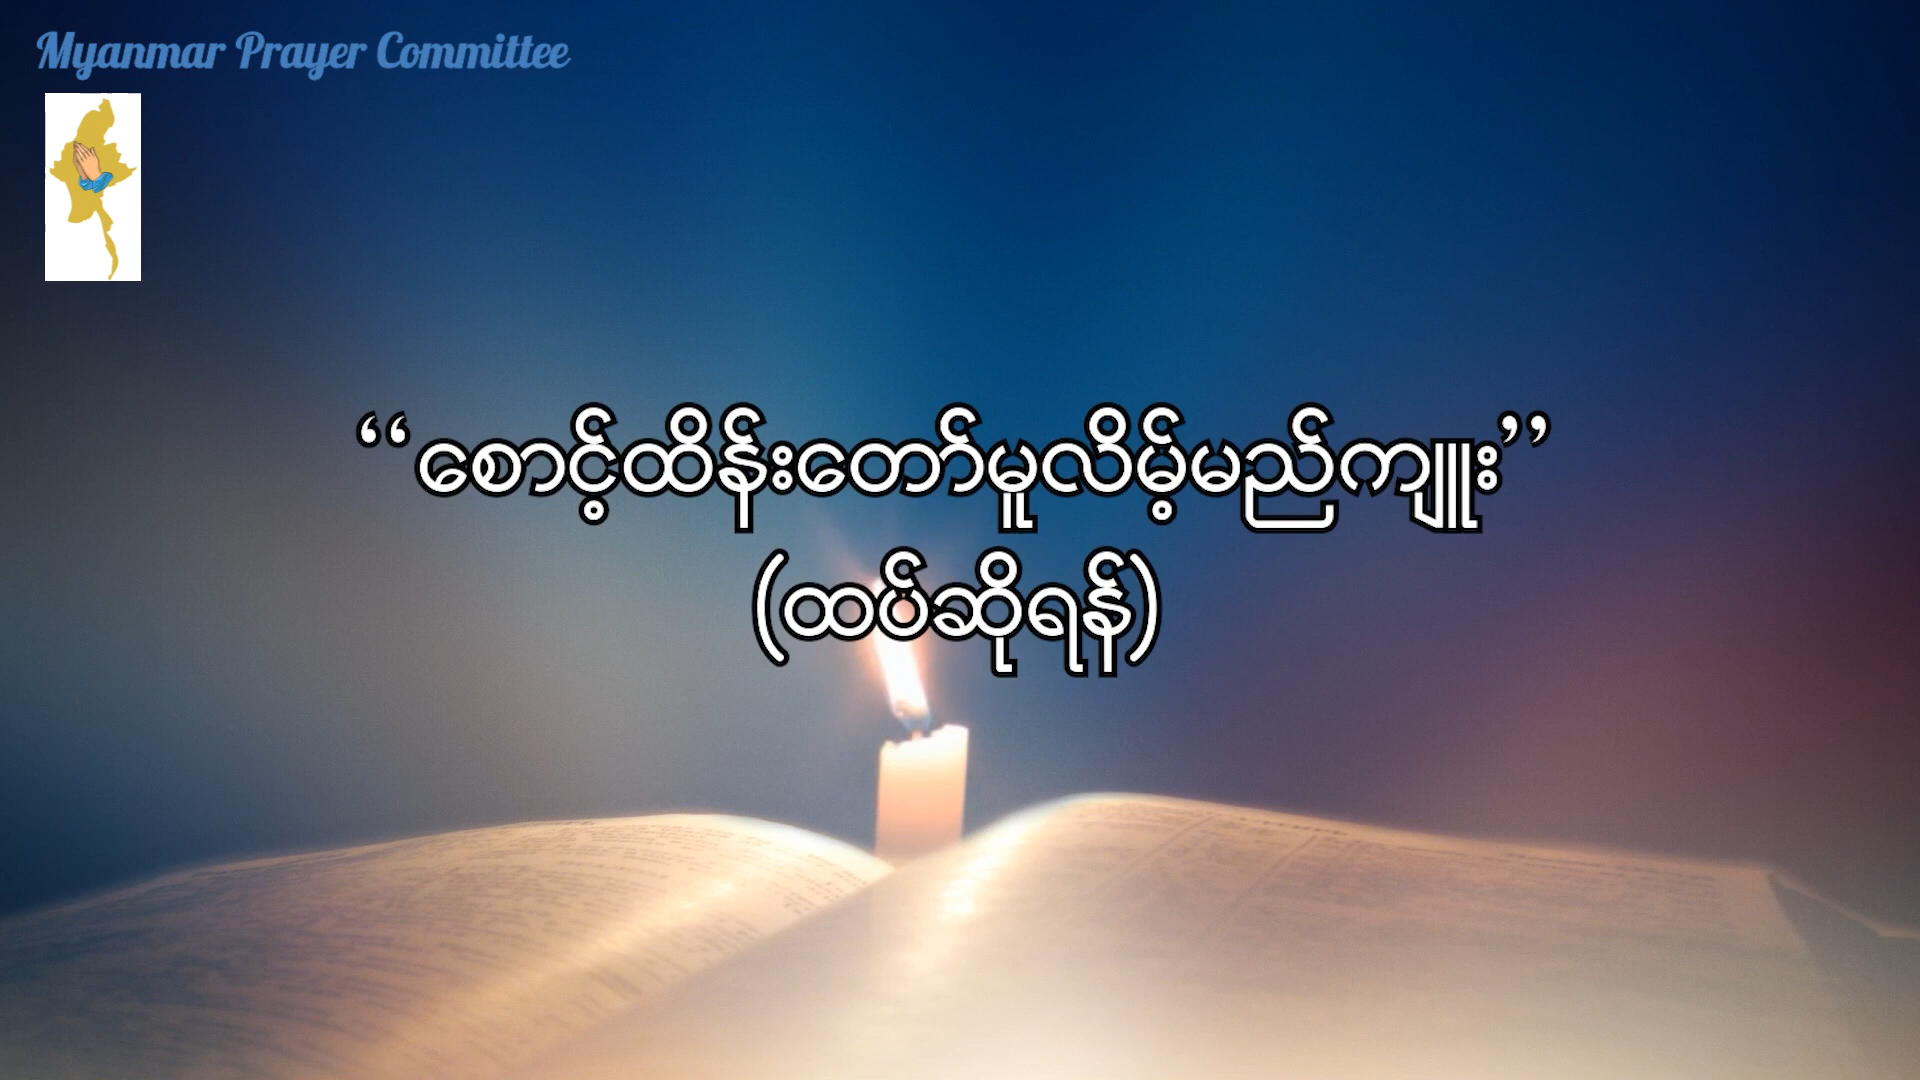 Myanmar Prayer Committee
‘‘စောင့်ထိန်းတော်မူလိမ့်မည်ကျူး’’
(ထပ်ဆိုရန်)